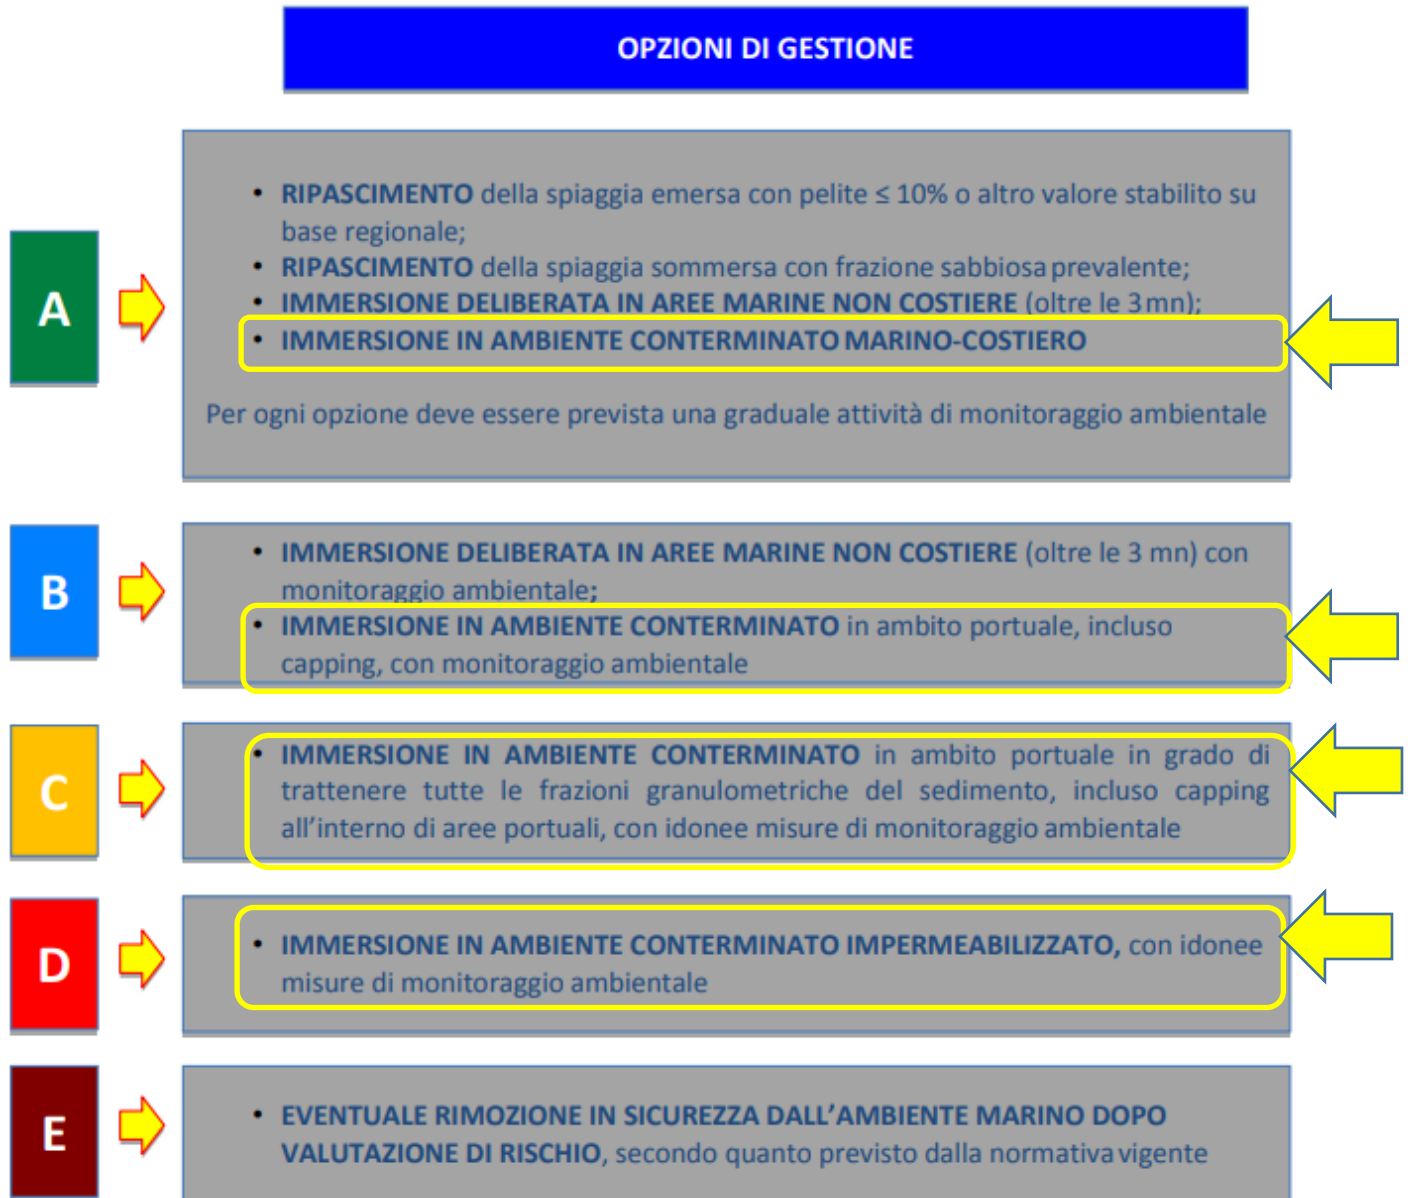 OPZIONI DI GESTIONE
A
• RIPASCIMENTO della spiaggia emersa con pelite ≤ 10% o altro valore stabilito su
base regionale;
• RIPASCIMENTO della spiaggia sommersa con frazione sabbiosa prevalente;
• IMMERSIONE DELIBERATA IN AREE MARINE NON COSTIERE (oltre le 3 mn);
• IMMERSIONE IN AMBIENTE CONTERMINATO MARINO-COSTIERO
Per ogni opzione deve essere prevista una graduale attività di monitoraggio ambientale
B
• IMMERSIONE DELIBERATA IN AREE MARINE NON COSTIERE (oltre le 3 mn) con
monitoraggio ambientale;
• IMMERSIONE IN AMBIENTE CONTERMINATO in ambito portuale, incluso
capping, con monitoraggio ambientale
C
• IMMERSIONE IN AMBIENTE CONTERMINATO in ambito portuale in grado di
trattenere tutte le frazioni granulometriche del sedimento, incluso capping
all'interno di aree portuali, con idonee misure di monitoraggio ambientale
D
• IMMERSIONE IN AMBIENTE CONTERMINATO IMPERMEABILIZZATO, con idonee
misure di monitoraggio ambientale
E
• EVENTUALE RIMOZIONE IN SICUREZZA DALL'AMBIENTE MARINO DOPO
VALUTAZIONE DI RISCHIO, secondo quanto previsto dalla normativa vigente